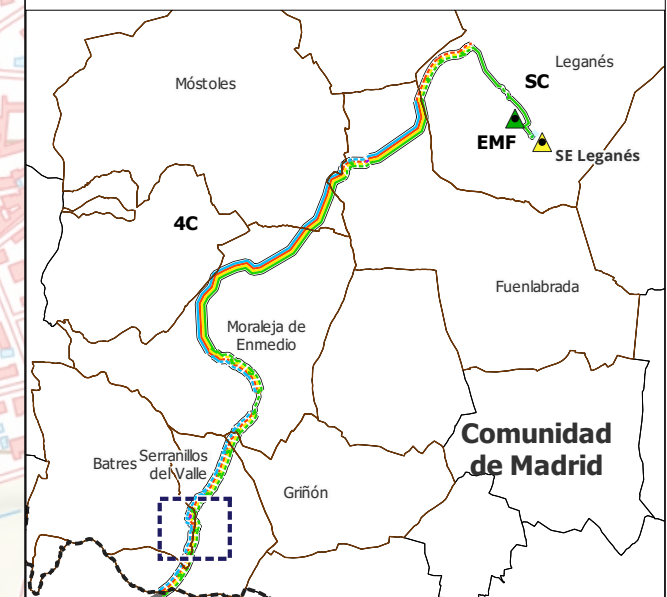 Leganés
Móstoles
SC
EMF
SE Leganés
4C
Fuenlabrada
Moraleja de
Enmedio
Comunidad
de Madrid
Serranillos
del Valle
Batres
Griñón